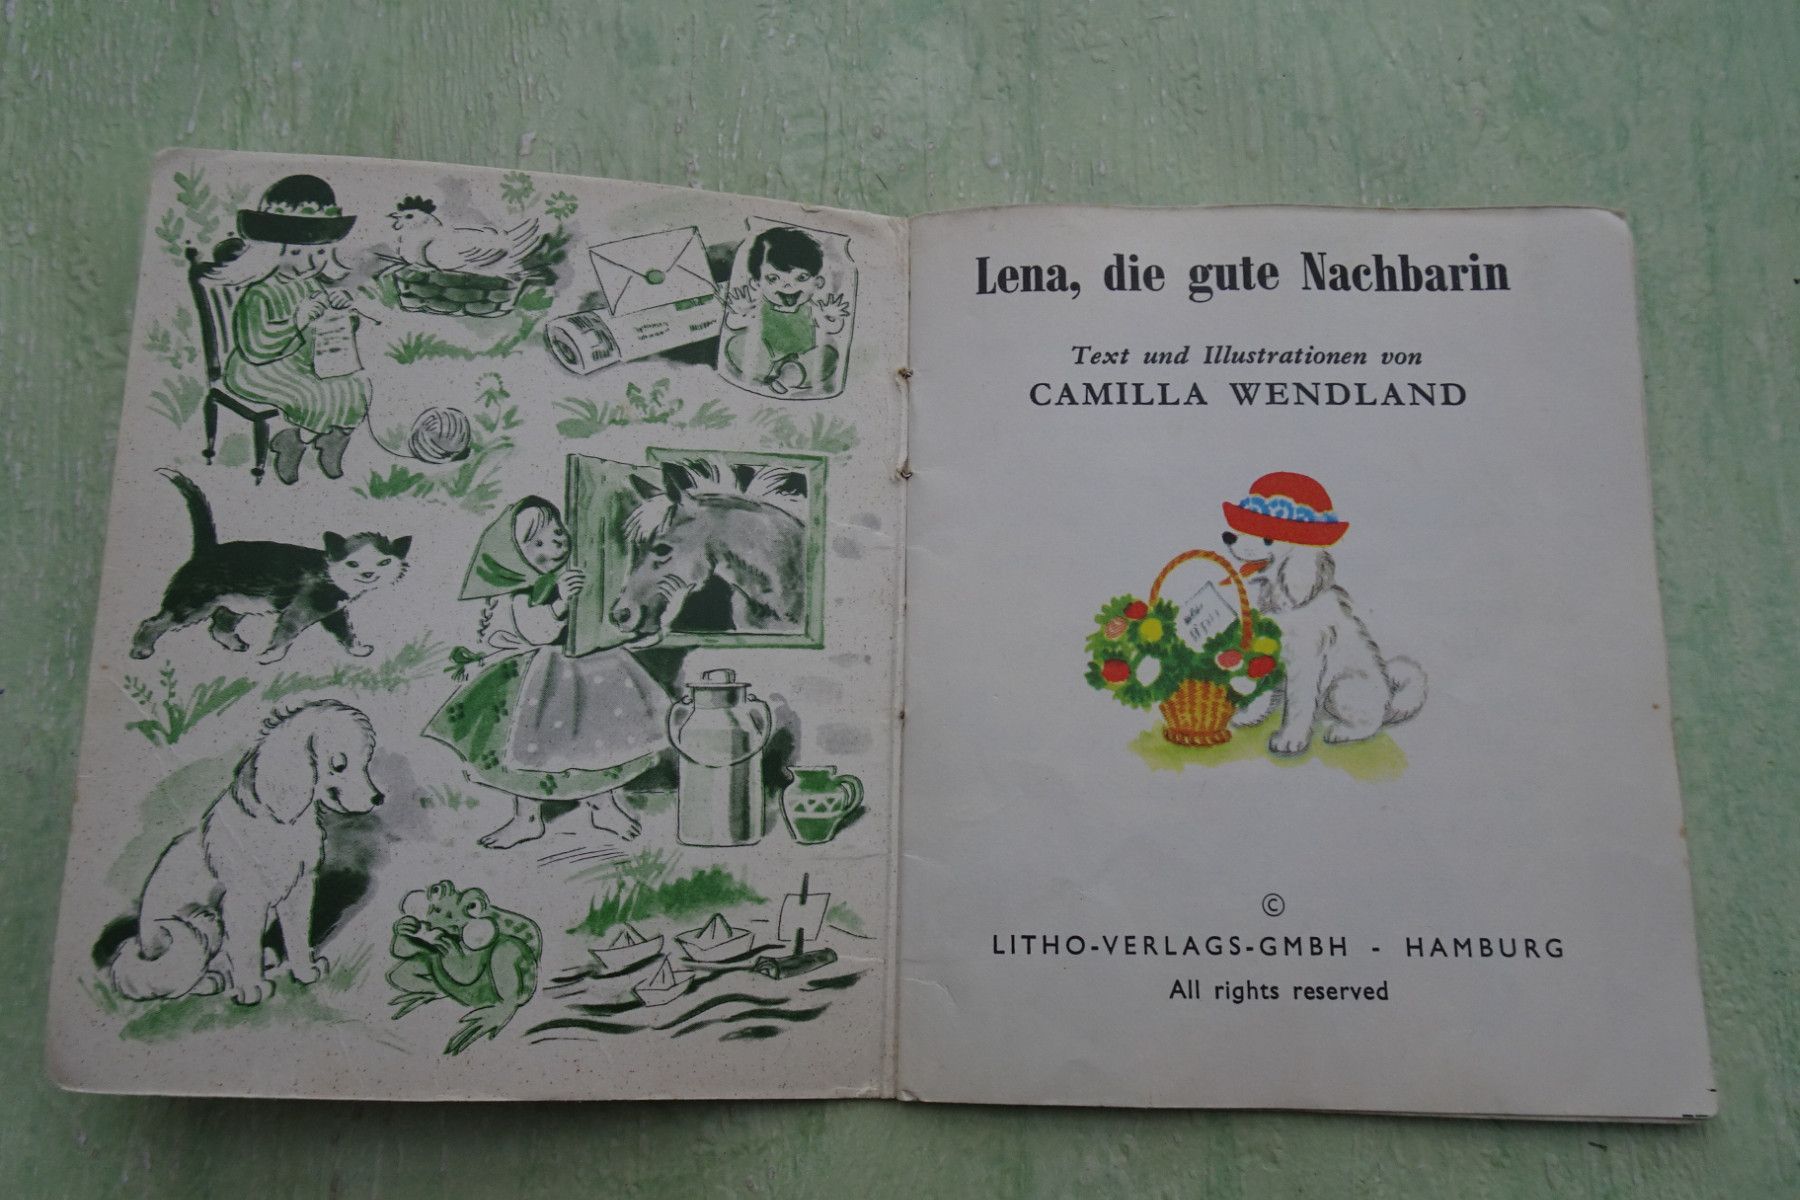 Lena, die gute Nachbarin
Text und Illustrationen von
CAMILLA WENDLAND
©
LITHO-VERLAGS-GMBH - HAMBURG
All rights reserved